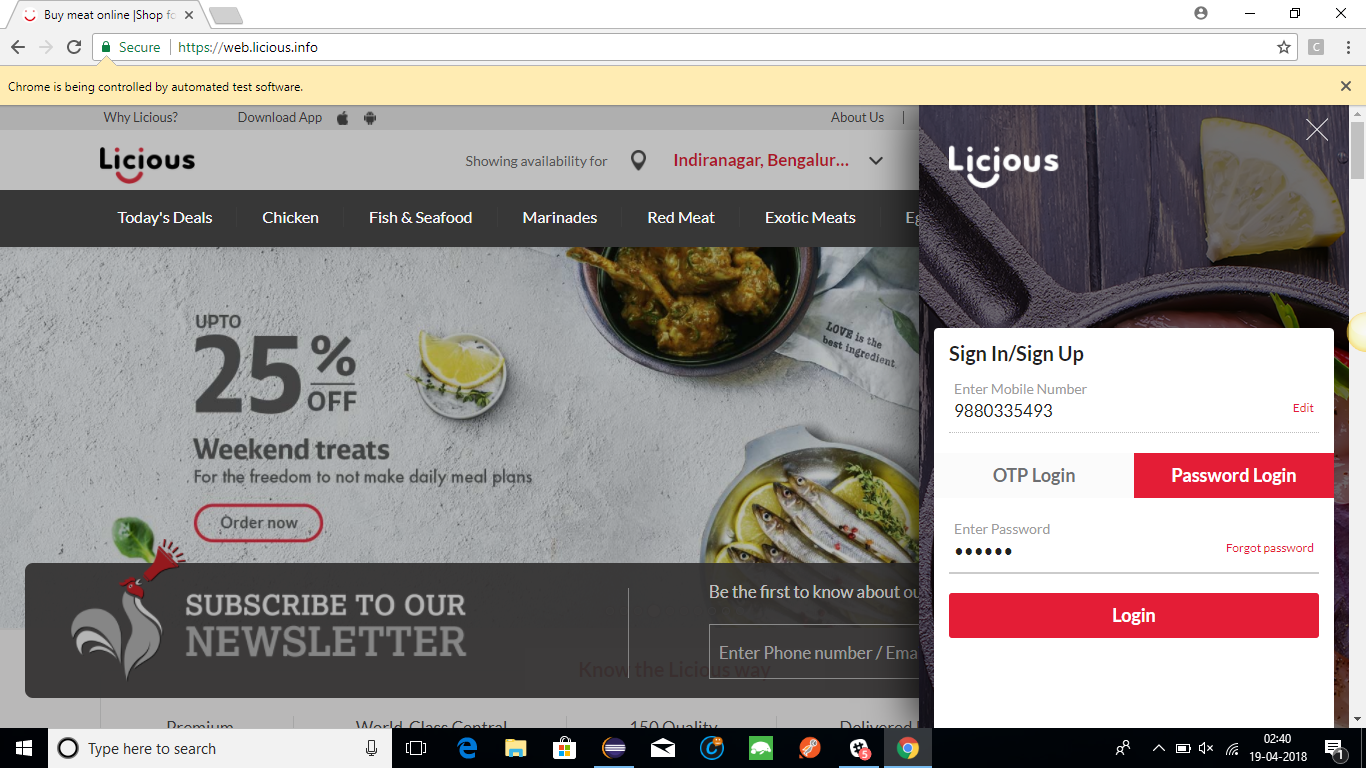 Buy meat online |Shop fo
Secure
https://web.licious.info
C
Chrome is being controlled by automated test software.
Why Licious?
Download App
About Us
Licious
Showing availability for
Indiranagar, Bengalur...
Today's Deals
Chicken
Fish & Seafood
Marinades
Red Meat
Exotic Meats
Eg
UPTO
25%
OFF
Weekend treats
For the freedom to not make daily meal plans
Order now
LOVE is the
best ingredient
SUBSCRIBE TO OUR
NEWSLETTER
Be the first to know about ou
Enter Phone number / Ema
Know the Licious way
Premium
World-Class Central
150 Quality
Delivered
Licious
Sign In/Sign Up
Enter Mobile Number
9880335493
Edit
OTP Login
Password Login
Enter Password
••••••
Forgot password
Login
Type here to search
02:40
19-04-2018
1